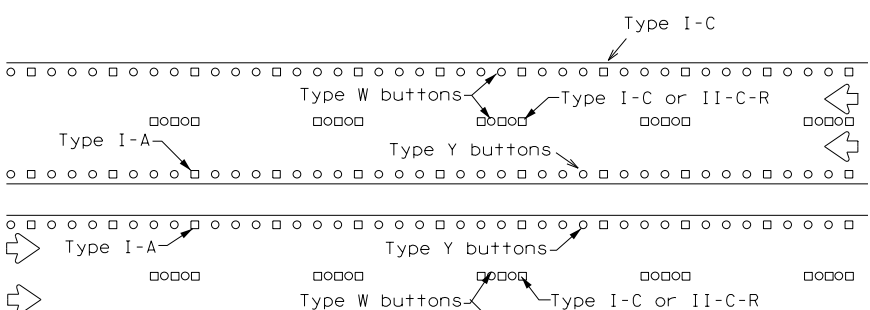 Type I-C
Type W buttons
Type I-C or II-C-R
Type I-A
Type Y buttons
Type I-A
Type Y buttons
Type W buttons
Type I-C or II-C-R